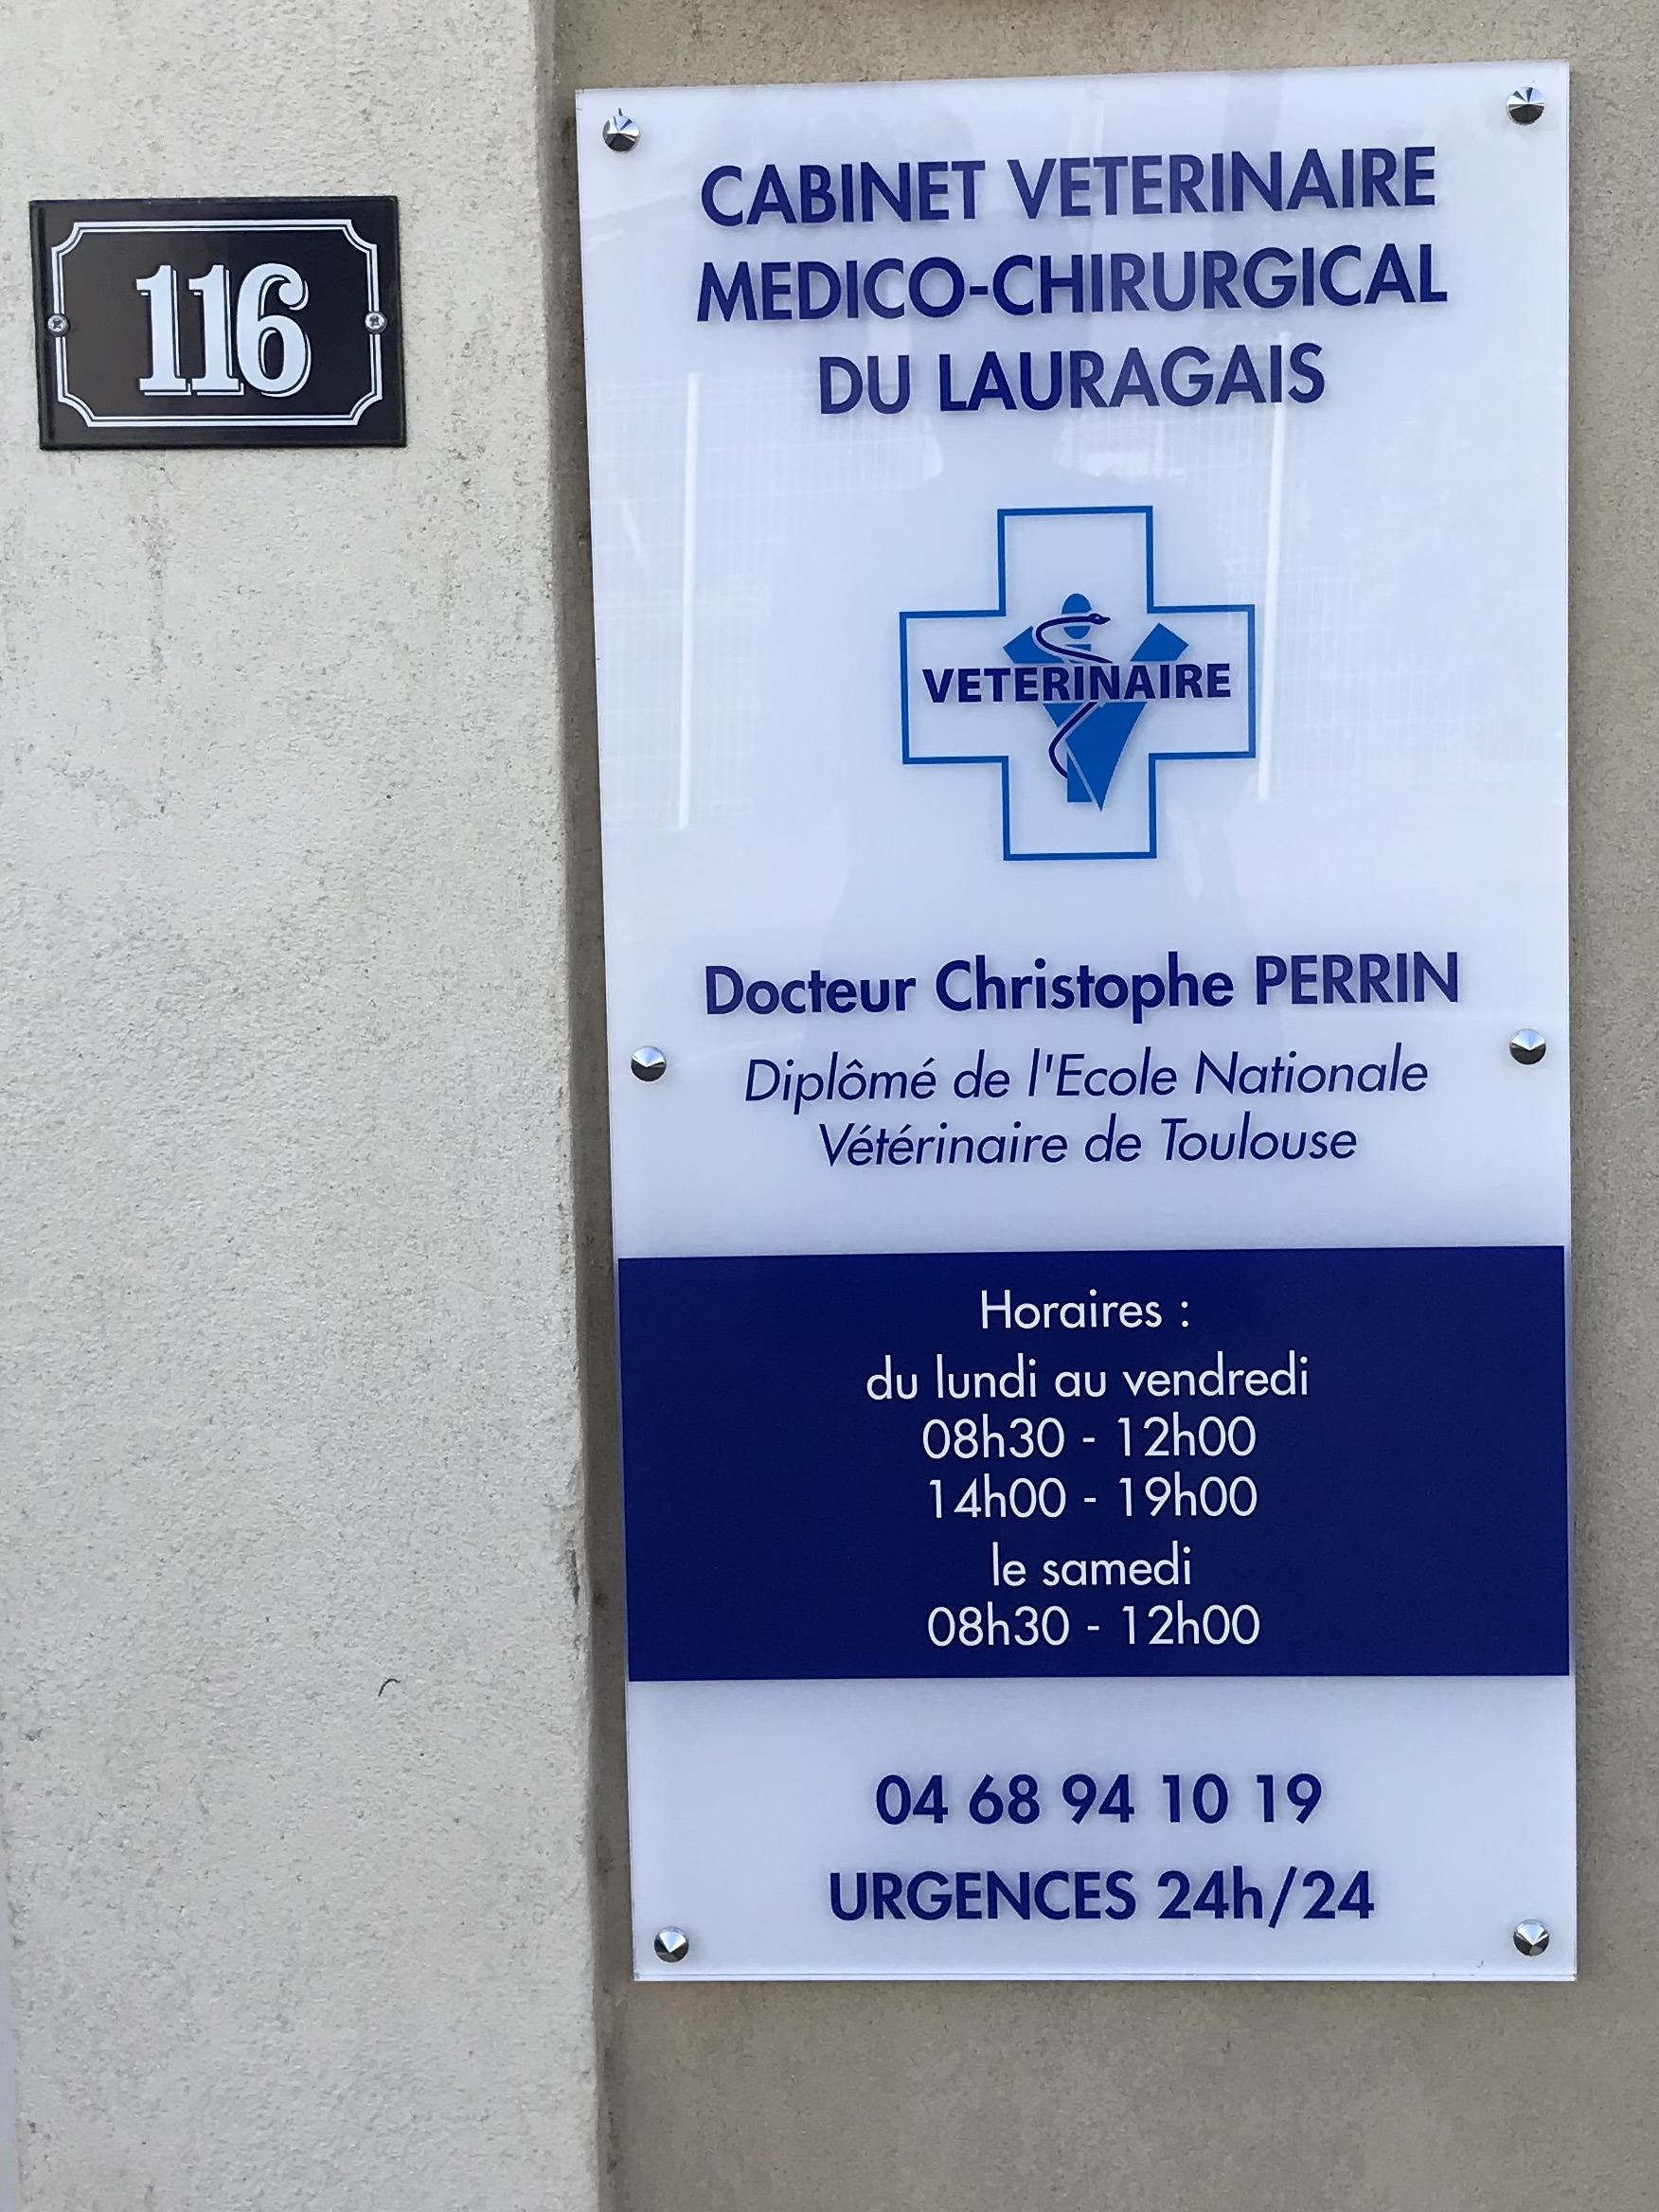 116
CABINET VETERINAIRE
MEDICO-CHIRURGICAL
DU LAURAGAIS
VETERINAIRE
Docteur Christophe PERRIN
Diplômé de l'Ecole Nationale
Vétérinaire de Toulouse
Horaires :
du lundi au vendredi
08h30 - 12h00
14h00 - 19h00
le samedi
08h30 - 12h00
04 68 94 10 19
URGENCES 24h/24